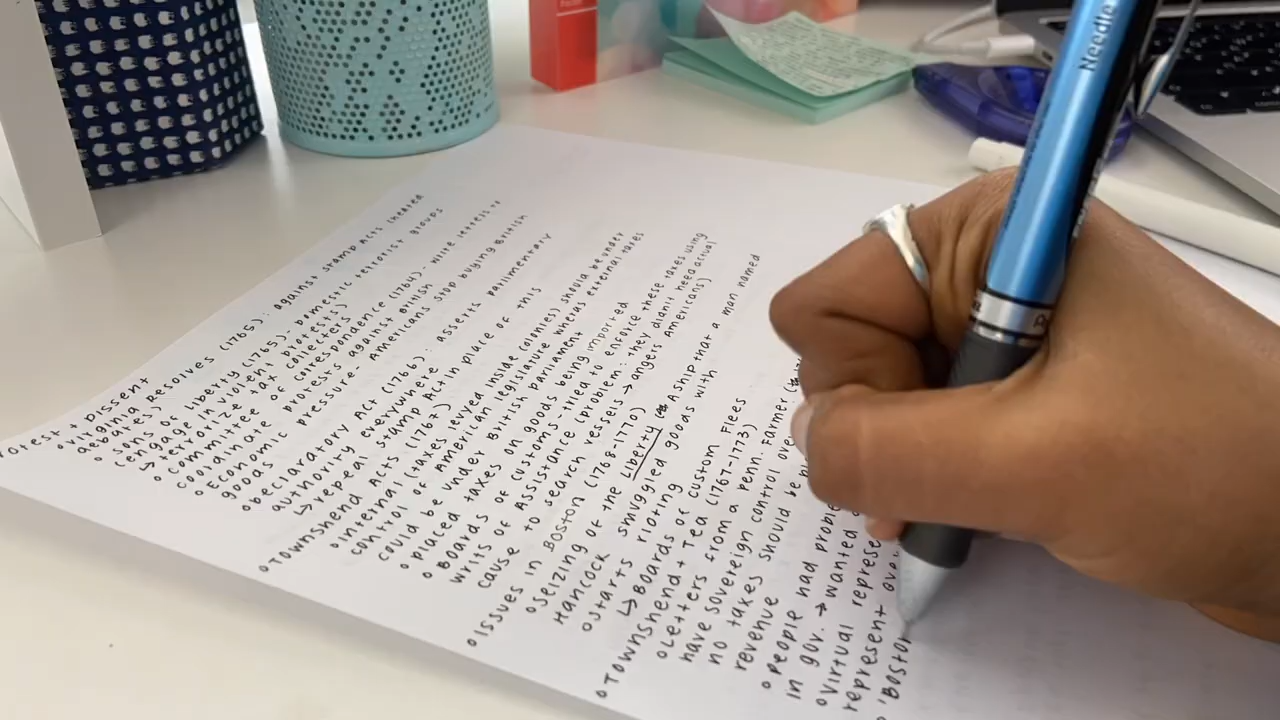 Protest + Dissent
o Virginia Resolves (1765): against Stamp Acts (heated
debates)
o Sons of Liberty (1765)- Domestic terrorist groups
(engage in violent protests)
↳ terrorize tax collectors
o Committee of Correspondence (1763)- write letters to
coordinate protests against British
o Economic pressure- Americans stop buying British
goods
o Declaratory Act (1766): asserts parlimentary
authority everywhere
↳ repeal stamp Act in place of this
o Townshend Acts (1767)
o Internal (taxes levyed inside colonies) should be under
control of American legislature whereas external taxes
could be under British parliament
o placed taxes on goods being imported
o Boards of customs-tried to enforce these taxes using
writs of Assistance (problem: they didn't need actual
cause to search vessels → angers Americans)
o Issues in Boston (1768-1770)
o Seizing of the Liberty A ship that a man named
Hancock smuggled goods with
o Starts rioting
↳ Boards of custom Flees
o Townshend + Tea (1767-1773)
o Letters from a Penn. Farmer
have sovereign control over
no taxes should be
revenue
o People had
in gov. → wanted
o Virtual
represent
Needle